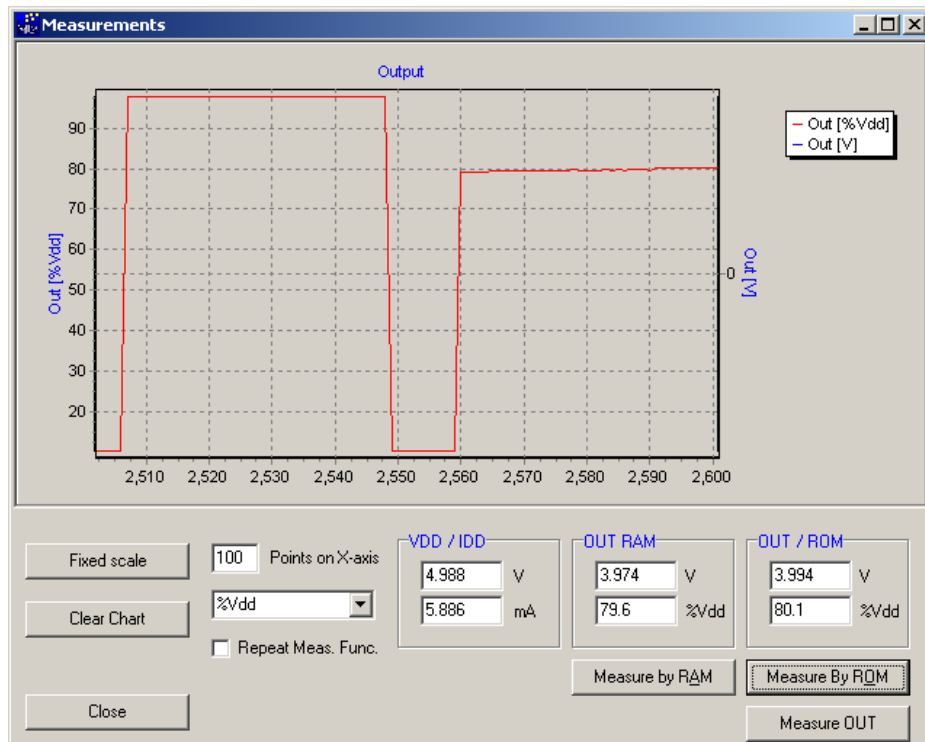 Measurements
Output
Out [%Vdd]
Out [V]
90
80
70
60
50
40
30
20
Out [%Vdd]
0
Out [V]
2,510 2,520 2,530 2,540 2,550 2,560 2,570 2,580 2,590 2,600
Fixed scale
Clear Chart
Close
100 Points on X-axis
%Vdd
Repeat Meas. Func.
VDD / IDD
4.988 V
5.886 mA
OUT RAM
3.974 V
79.6 %Vdd
Measure by RAM
OUT / ROM
3.994 V
80.1 %Vdd
Measure By ROM
Measure OUT